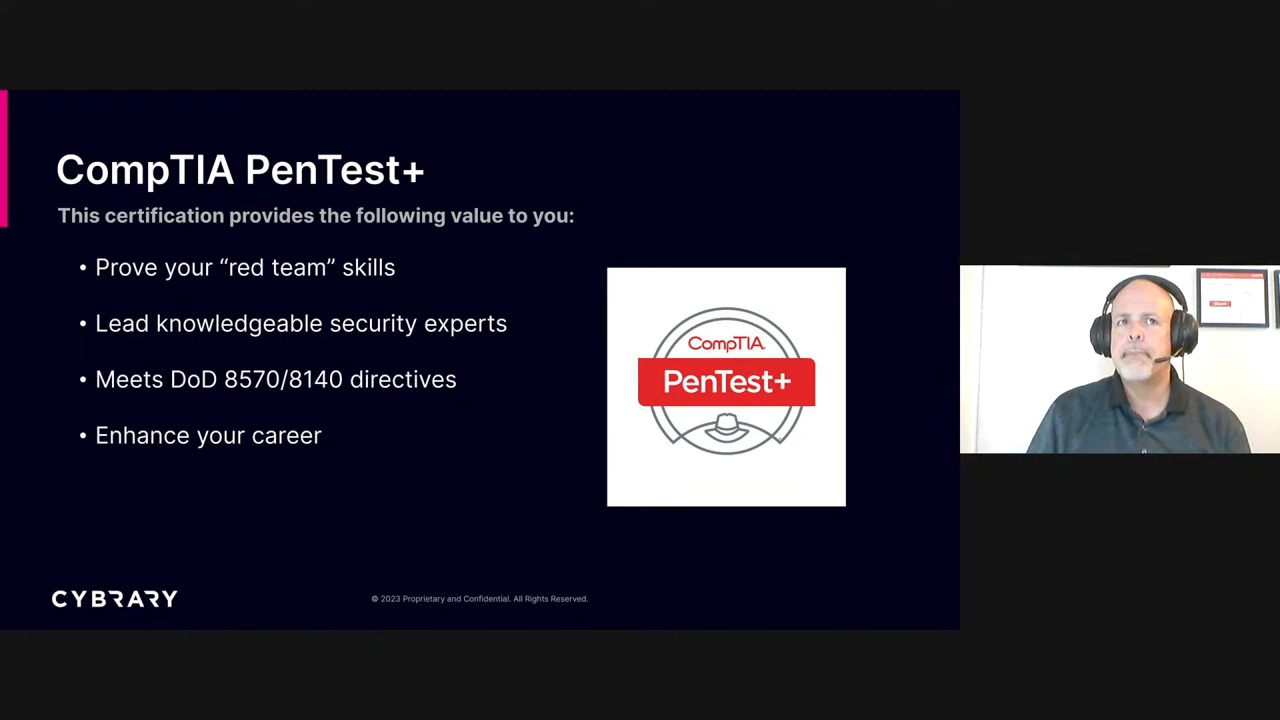 CompTIA PenTest+
This certification provides the following value to you:
• Prove your “red team” skills
• Lead knowledgeable security experts
• Meets DoD 8570/8140 directives
• Enhance your career
CompTIA.
PenTest+
CYBRARY
© 2023 Proprietary and Confidential. All Rights Reserved.